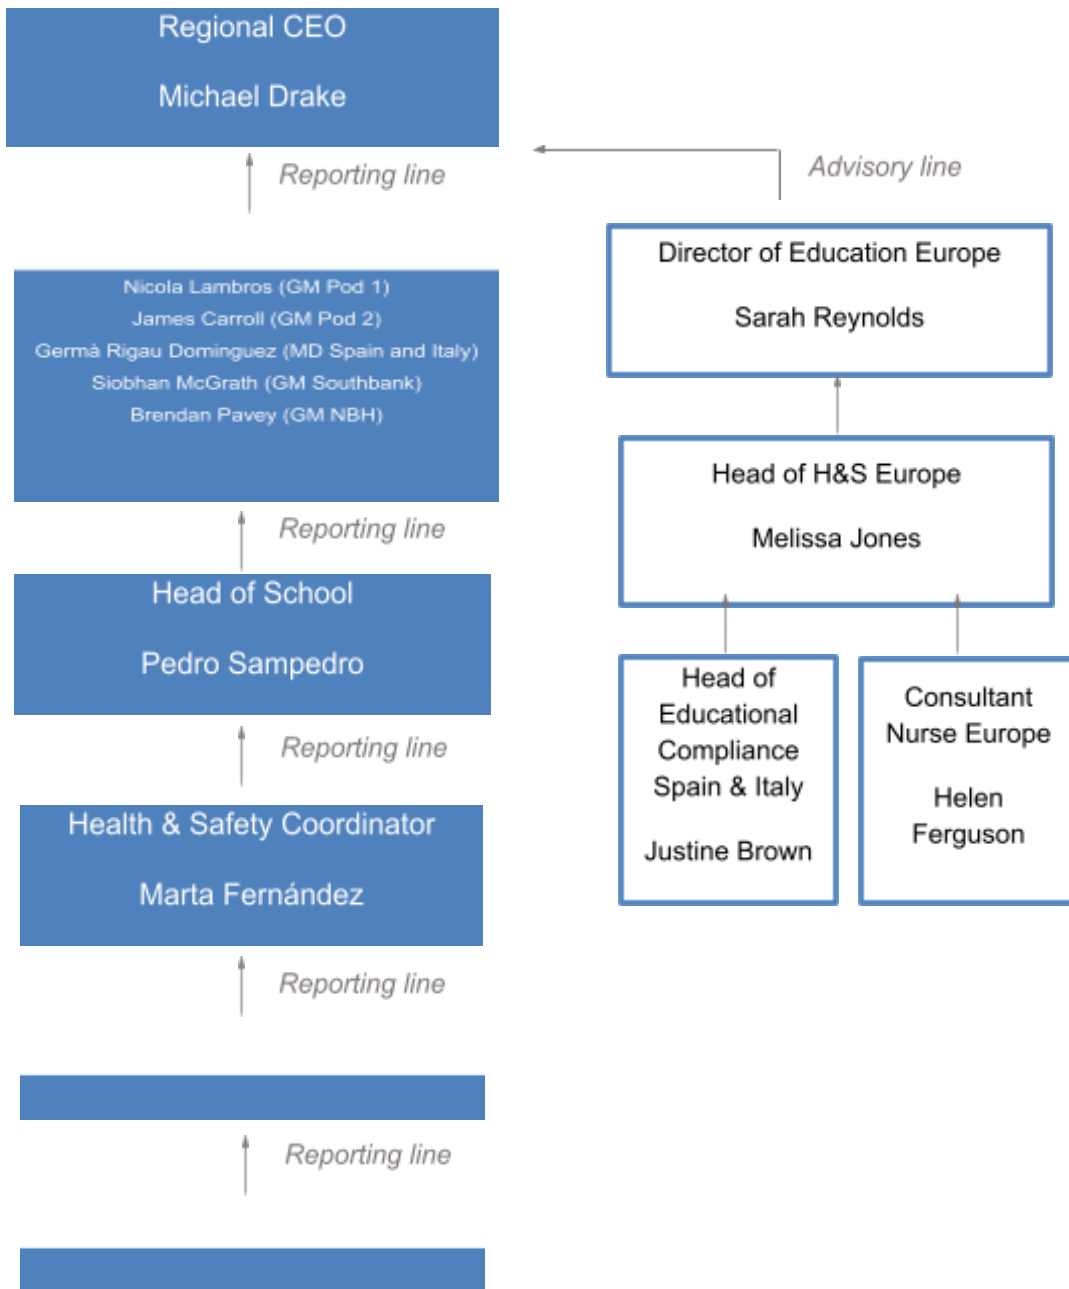 Regional CEO
Michael Drake
Reporting line
Advisory line
Nicola Lambros (GM Pod 1)
James Carroll (GM Pod 2)
Germà Rigau Dominguez (MD Spain and Italy)
Siobhan McGrath (GM Southbank)
Brendan Pavey (GM NBH)
Director of Education Europe
Sarah Reynolds
Reporting line
Head of H&S Europe
Melissa Jones
Head of School
Pedro Sampedro
Reporting line
Head of
Educational
Compliance
Spain & Italy
Justine Brown
Consultant
Nurse Europe
Helen
Ferguson
Health & Safety Coordinator
Marta Fernández
Reporting line
Reporting line